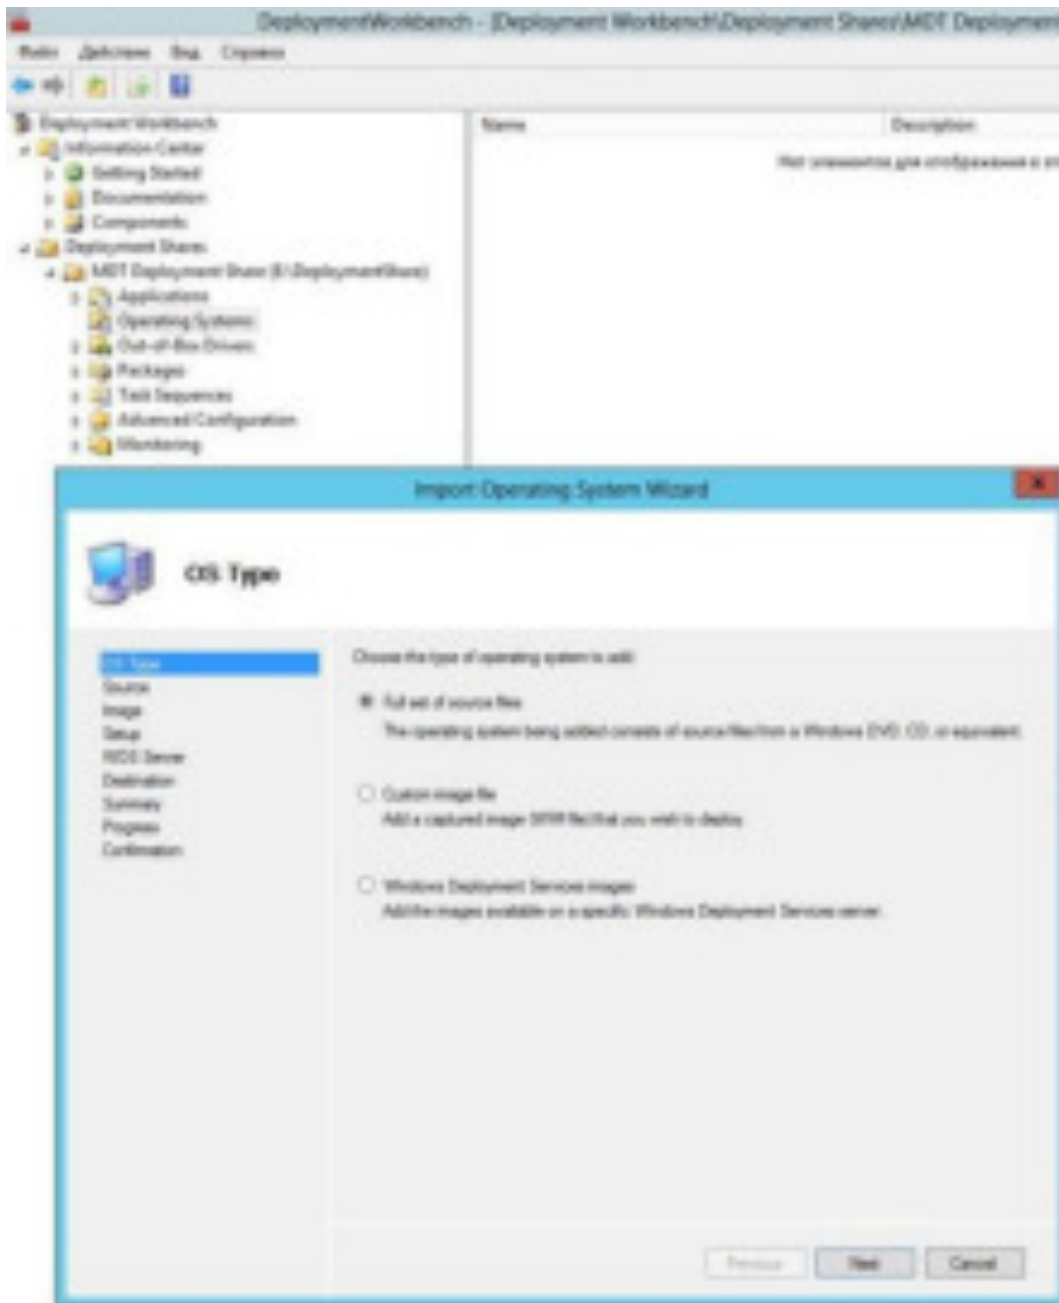 DeploymentWorkbench - [Deployment Workbench\Deployment Shares\MDT Deployment
Файл Действие Вид Справка
Deployment Workbench
Information Center
Getting Started
Documentation
Components
Deployment Shares
MDT Deployment Share (E:\DeploymentShare)
Applications
Operating Systems
Out-of-Box Drivers
Packages
Task Sequences
Advanced Configuration
Monitoring
Name Description
Нет элементов для отображения в эт
Import Operating System Wizard
OS Type
OS Type
Source
Image
Setup
WDS Server
Destination
Summary
Progress
Confirmation
Choose the type of operating system to add:
Full set of source files
The operating system being added consists of source files from a Windows DVD, CD, or equivalent.
Custom image file
Add a captured image (WIM file) that you wish to deploy.
Windows Deployment Services images
Add the images available on a specific Windows Deployment Services server.
Previous Next Cancel